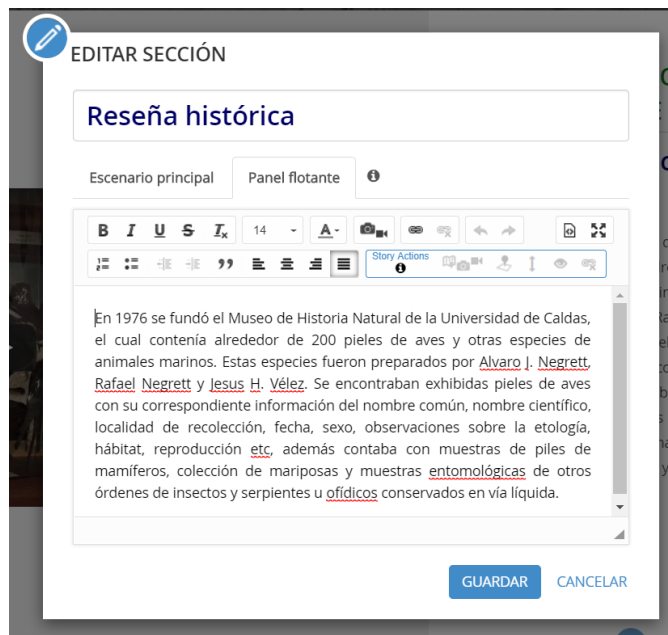 EDITAR SECCIÓN
Reseña histórica
Escenario principal Panel flotante
B I U S Tx 14 A
Story Actions
En 1976 se fundó el Museo de Historia Natural de la Universidad de Caldas,
el cual contenía alrededor de 200 pieles de aves y otras especies de
animales marinos. Estas especies fueron preparados por Alvaro J. Negrett,
Rafael Negrett y Jesus H. Vélez. Se encontraban exhibidas pieles de aves
con su correspondiente información del nombre común, nombre científico,
localidad de recolección, fecha, sexo, observaciones sobre la etología,
hábitat, reproducción etc, además contaba con muestras de piles de
mamíferos, colección de mariposas y muestras entomológicas de otros
órdenes de insectos y serpientes u ofídicos conservados en vía líquida.
GUARDAR CANCELAR